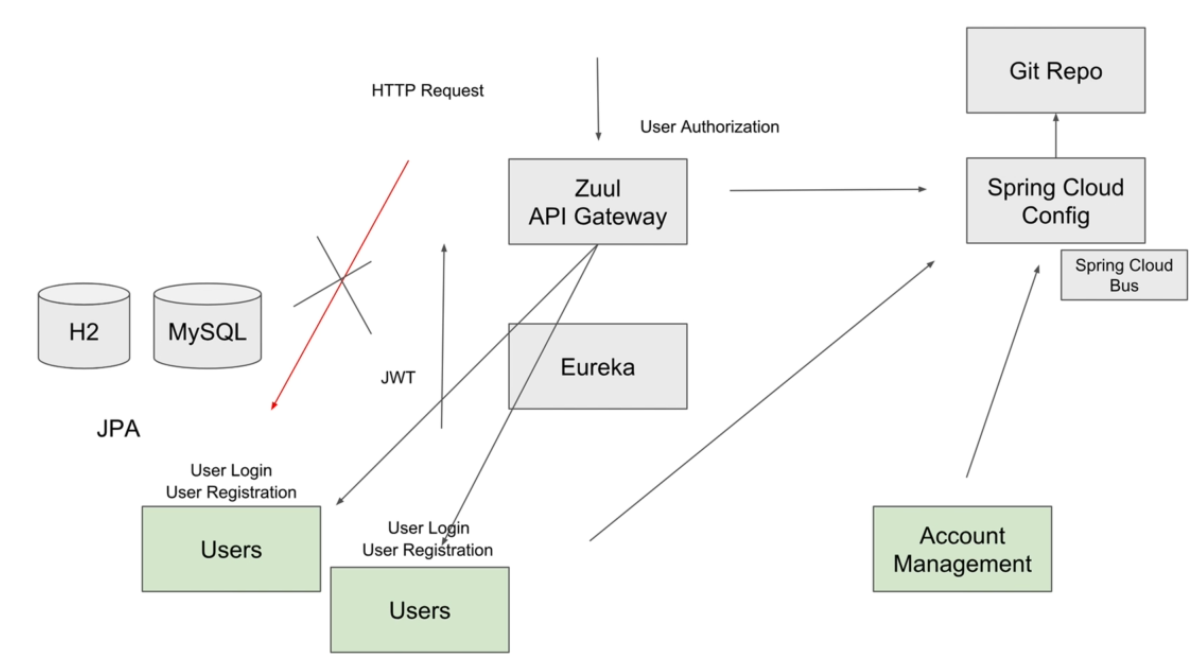 Git Repo
HTTP Request
User Authorization
Zuul
API Gateway
Spring Cloud
Config
Spring Cloud
Bus
H2
MySQL
Eureka
JWT
JPA
User Login
User Registration
Users
User Login
User Registration
Users
Account
Management